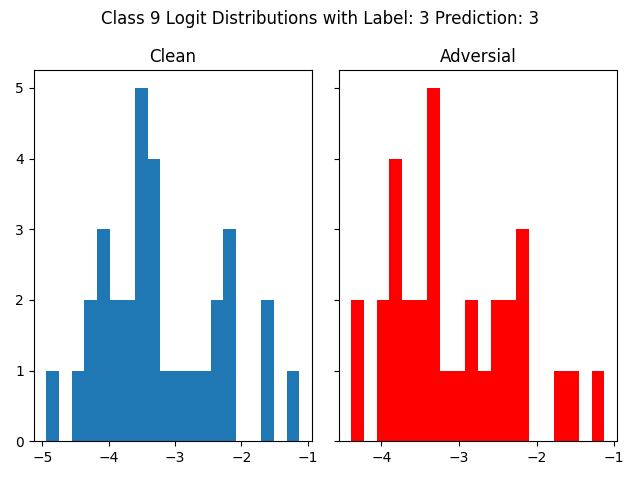 Class 9 Logit Distributions with Label: 3 Prediction: 3
Clean
Adversial
5
4
3
2
1
0
−5 −4 −3 −2 −1
−4 −3 −2 −1